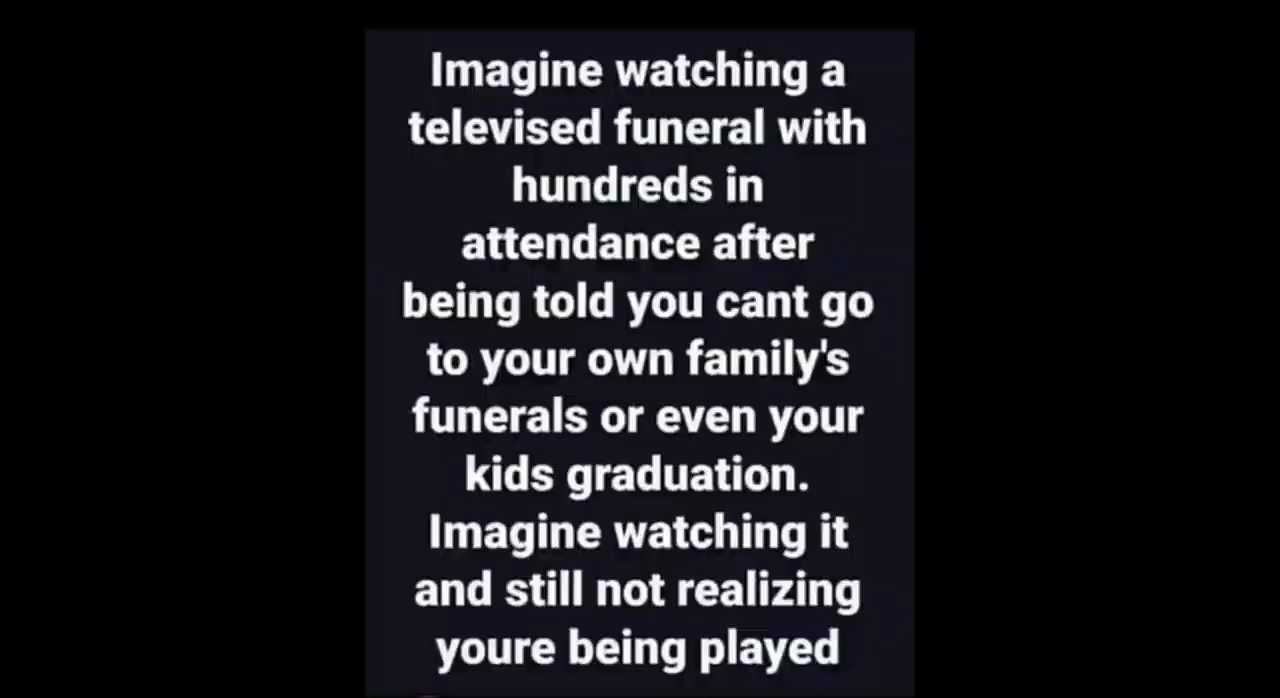 Imagine watching a
televised funeral with
hundreds in
attendance after
being told you cant go
to your own family's
funerals or even your
kids graduation.
Imagine watching it
and still not realizing
youre being played